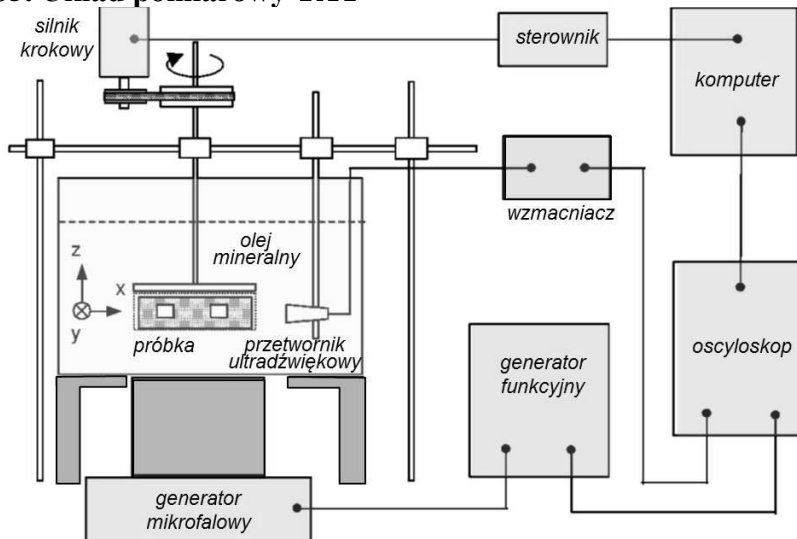 silnik
krokowy
sterownik
komputer
wzmacniacz
olej
mineralny
z
x
y
próbka
przetwornik
ultradźwiękowy
generator
funkcyjny
oscyloskop
generator
mikrofalowy